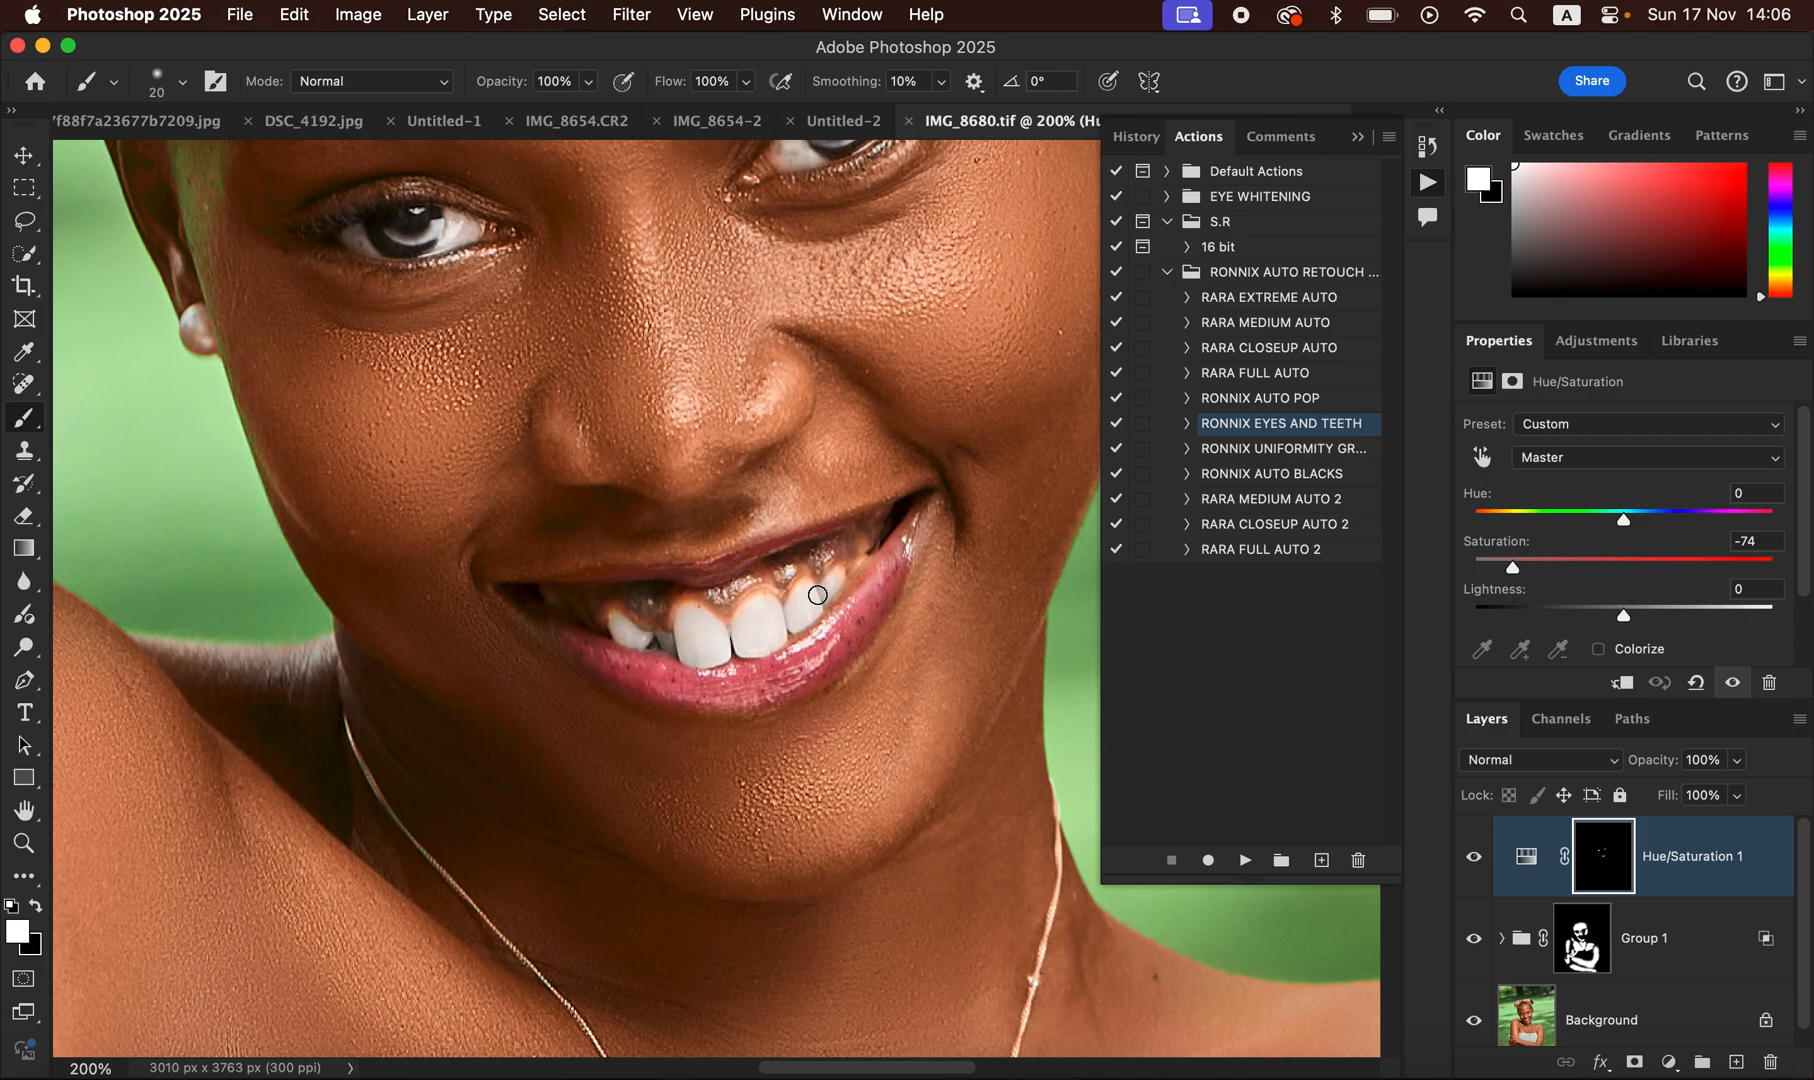 Photoshop 2025 File Edit Image Layer Type Select Filter View Plugins Window Help A Sun 17 Nov 14:06
Adobe Photoshop 2025
20 Mode: Normal Opacity: 100% Flow: 100% Smoothing: 10% 0° Share
7f88f7a23677b7209.jpg × DSC_4192.jpg × Untitled-1 × IMG_8654.CR2 × IMG_8654-2 × Untitled-2 × IMG_8680.tif @ 200% (Hu
History Actions Comments
Default Actions
EYE WHITENING
S.R
16 bit
RONNIX AUTO RETOUCH ...
RARA EXTREME AUTO
RARA MEDIUM AUTO
RARA CLOSEUP AUTO
RARA FULL AUTO
RONNIX AUTO POP
RONNIX EYES AND TEETH
RONNIX UNIFORMITY GR...
RONNIX AUTO BLACKS
RARA MEDIUM AUTO 2
RARA CLOSEUP AUTO 2
RARA FULL AUTO 2
Color Swatches Gradients Patterns
Properties Adjustments Libraries
Hue/Saturation
Preset: Custom
Master
Hue: 0
Saturation: -74
Lightness: 0
Colorize
Layers Channels Paths
Normal Opacity: 100%
Lock: Fill: 100%
Hue/Saturation 1
Group 1
Background
fx
200% 3010 px x 3763 px (300 ppi)